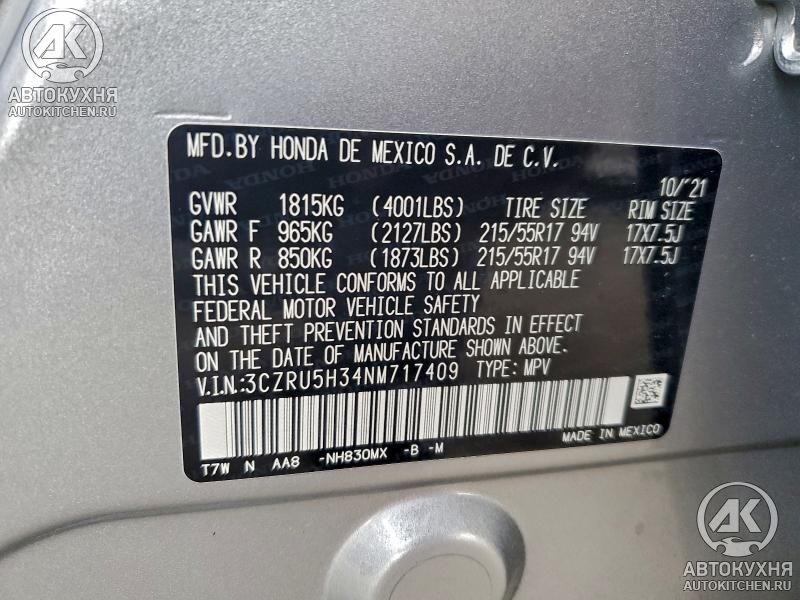 AK
АВТОКУХНЯ
AUTOKITCHEN.RU
MFD.BY HONDA DE MEXICO S.A. DE C.V.
10/'21
GVWR 1815KG (4001LBS) TIRE SIZE RIM SIZE
GAWR F 965KG (2127LBS) 215/55R17 94V 17X7.5J
GAWR R 850KG (1873LBS) 215/55R17 94V 17X7.5J
THIS VEHICLE CONFORMS TO ALL APPLICABLE
FEDERAL MOTOR VEHICLE SAFETY
AND THEFT PREVENTION STANDARDS IN EFFECT
ON THE DATE OF MANUFACTURE SHOWN ABOVE.
V.I.N.:3CZRU5H34NM717409 TYPE: MPV
MADE IN MEXICO
T7W N AA8 -NH830MX -B -M
AK
АВТОКУХНЯ
AUTOKITCHEN.RU